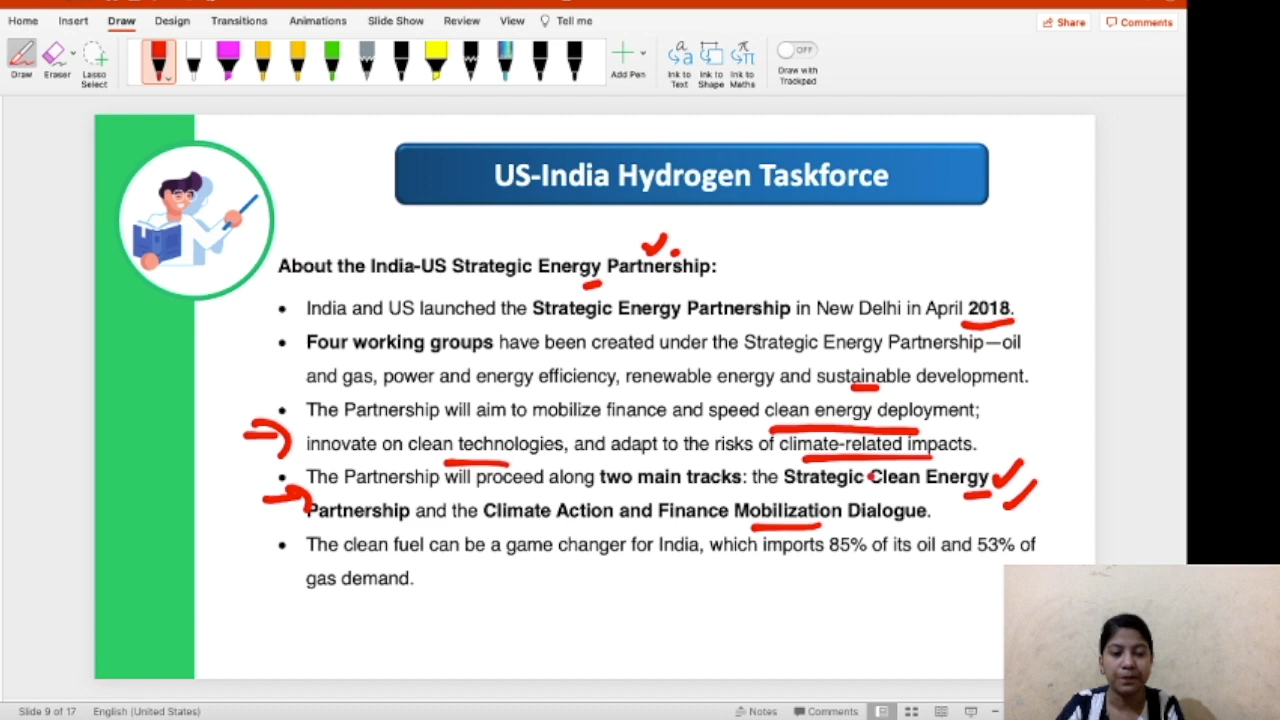 Home Insert Draw Design Transitions Animations Slide Show Review View Tell me Share Comments
Draw Eraser Lasso Select Add Pen Ink to Text Ink to Shape Ink to Maths OFF Draw with Trackpad
US-India Hydrogen Taskforce
About the India-US Strategic Energy Partnership:
• India and US launched the Strategic Energy Partnership in New Delhi in April 2018.
• Four working groups have been created under the Strategic Energy Partnership—oil
and gas, power and energy efficiency, renewable energy and sustainable development.
• The Partnership will aim to mobilize finance and speed clean energy deployment;
innovate on clean technologies, and adapt to the risks of climate-related impacts.
• The Partnership will proceed along two main tracks: the Strategic Clean Energy
Partnership and the Climate Action and Finance Mobilization Dialogue.
• The clean fuel can be a game changer for India, which imports 85% of its oil and 53% of
gas demand.
Slide 9 of 17 English (United States) Notes Comments